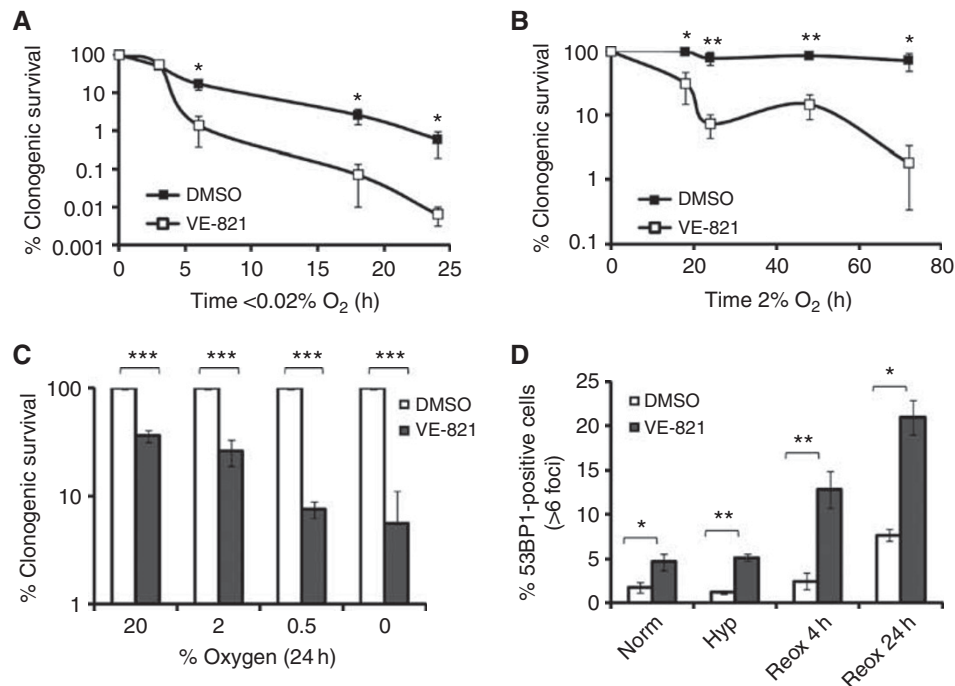 A
% Clonogenic survival
100
10
1
0.1
0.01
0.001
*
*
*
DMSO
VE-821
0 5 10 15 20 25
Time <0.02% O2 (h)
B
% Clonogenic survival
100
10
1
0.1
* ** ** *
DMSO
VE-821
0 20 40 60 80
Time 2% O2 (h)
C
% Clonogenic survival
100
10
1
*** *** *** ***
DMSO
VE-821
20 2 0.5 0
% Oxygen (24 h)
D
% 53BP1-positive cells
(>6 foci)
25
20
15
10
5
0
DMSO
VE-821
*
**
**
*
Norm Hyp Reox 4 h Reox 24 h